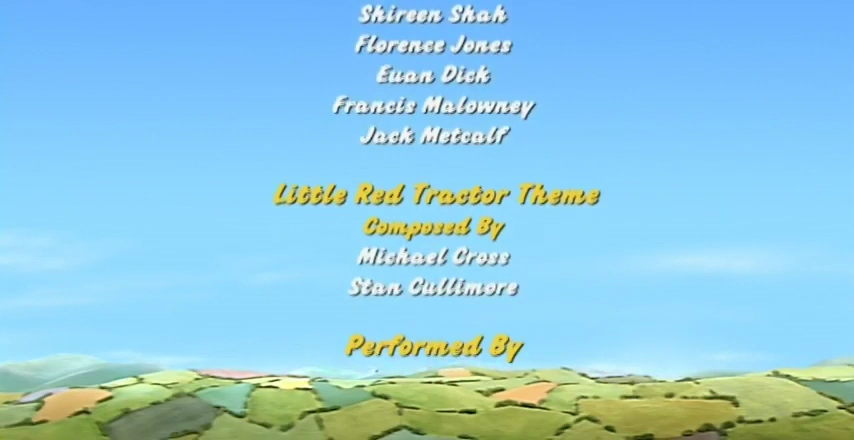 Shireen Shah
Florence Jones
Euan Dick
Francis Malowney
Jack Metcalf
Little Red Tractor Theme
Composed By
Michael Cross
Stan Cullimore
Performed By